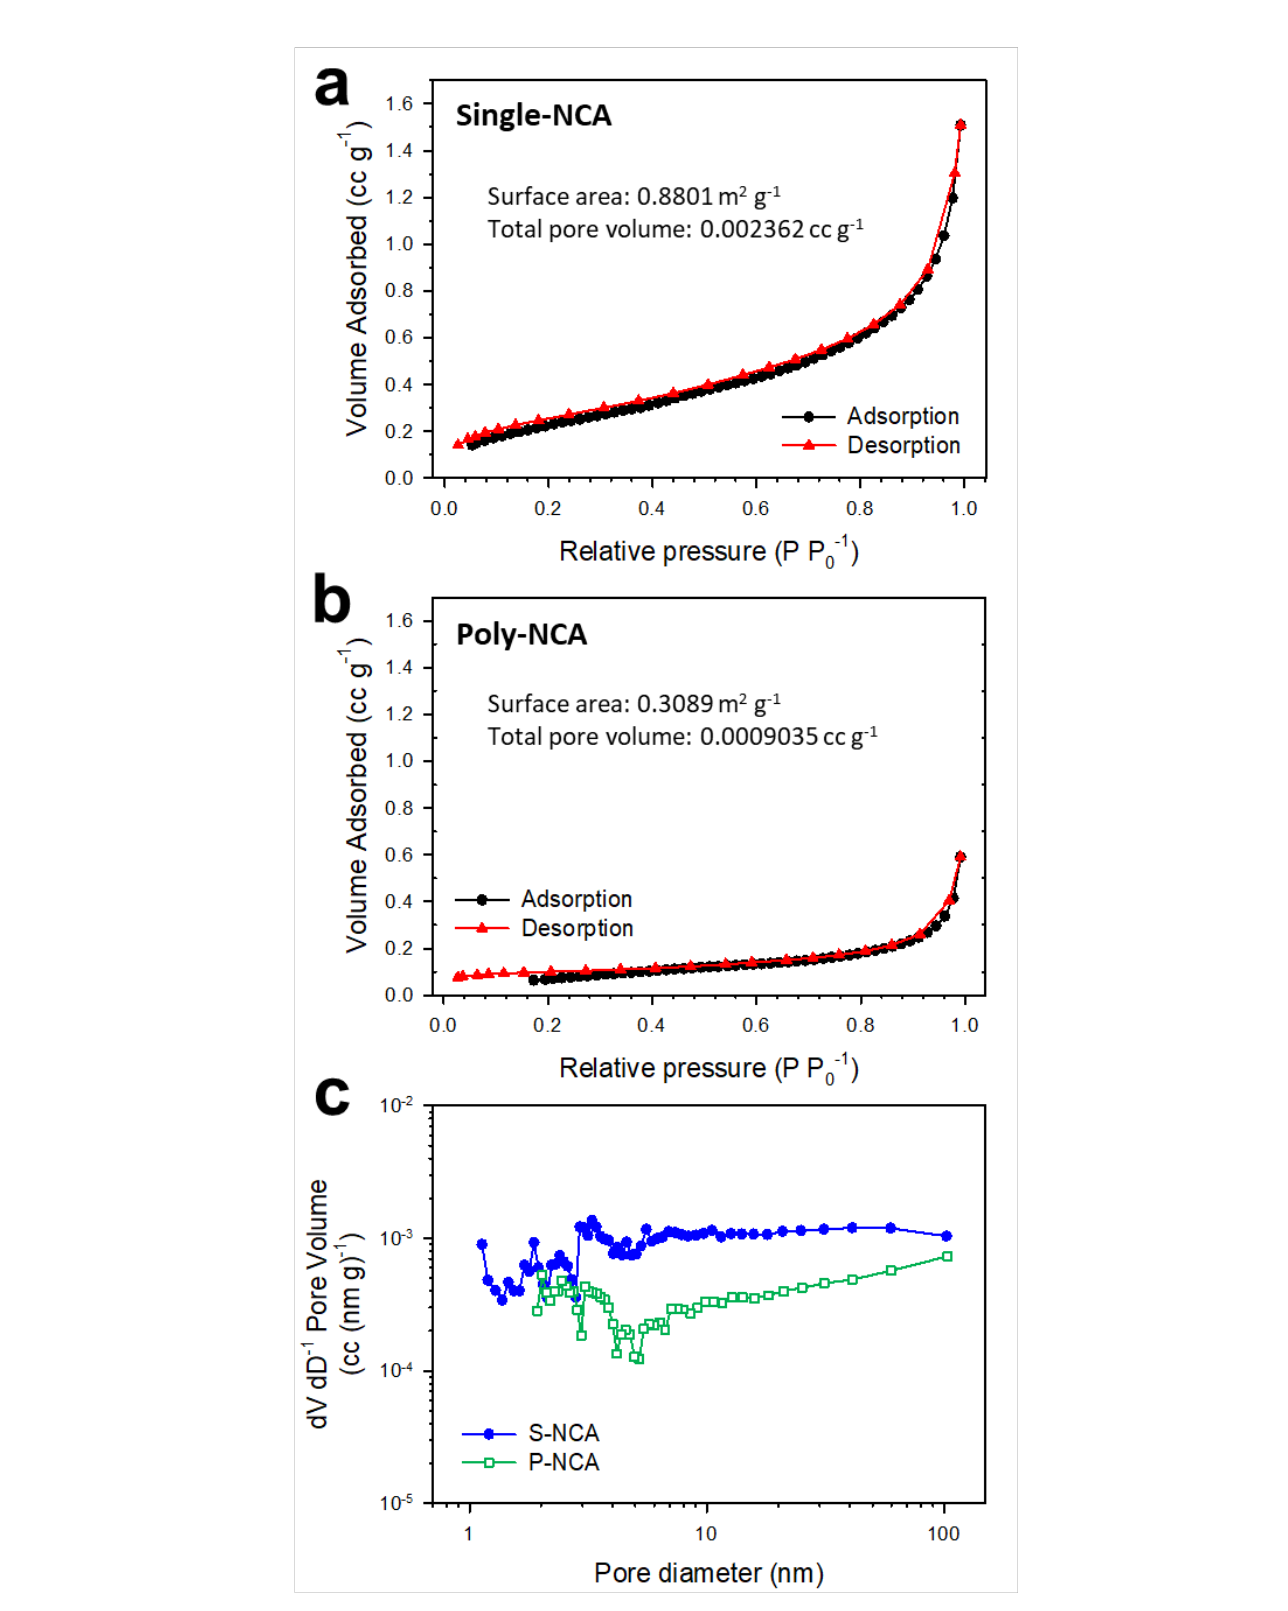 a
Single-NCA
Surface area: 0.8801 m² g⁻¹
Total pore volume: 0.002362 cc g⁻¹
Volume Adsorbed (cc g⁻¹)
1.6
1.4
1.2
1.0
0.8
0.6
0.4
0.2
0.0
Adsorption
Desorption
0.0 0.2 0.4 0.6 0.8 1.0
Relative pressure (P P₀⁻¹)
b
Poly-NCA
Surface area: 0.3089 m² g⁻¹
Total pore volume: 0.0009035 cc g⁻¹
Volume Adsorbed (cc g⁻¹)
1.6
1.4
1.2
1.0
0.8
0.6
0.4
0.2
0.0
Adsorption
Desorption
0.0 0.2 0.4 0.6 0.8 1.0
Relative pressure (P P₀⁻¹)
c
dV dD⁻¹ Pore Volume
(cc (nm g)⁻¹)
10⁻²
10⁻³
10⁻⁴
10⁻⁵
S-NCA
P-NCA
1 10 100
Pore diameter (nm)